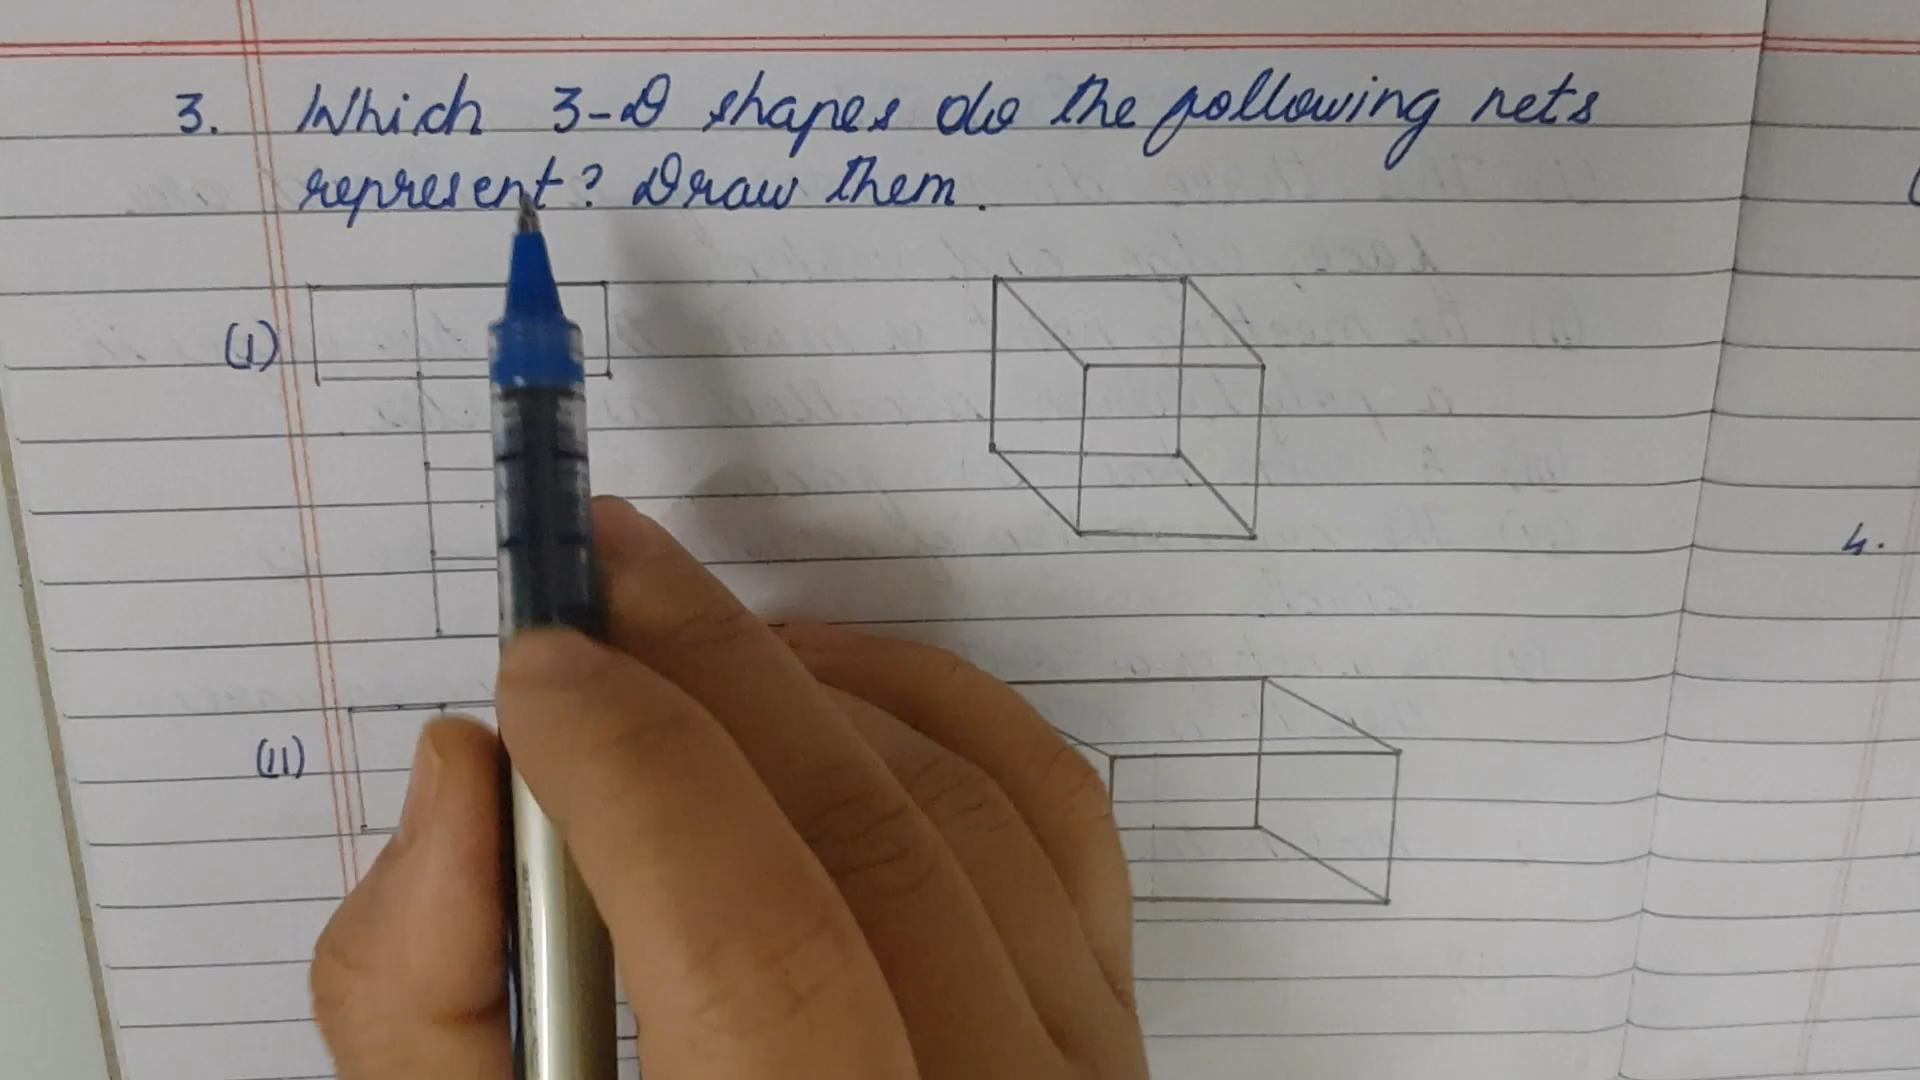 3. Which 3-D shapes do the following nets
represent? Draw them.
(I)
(II)
4.